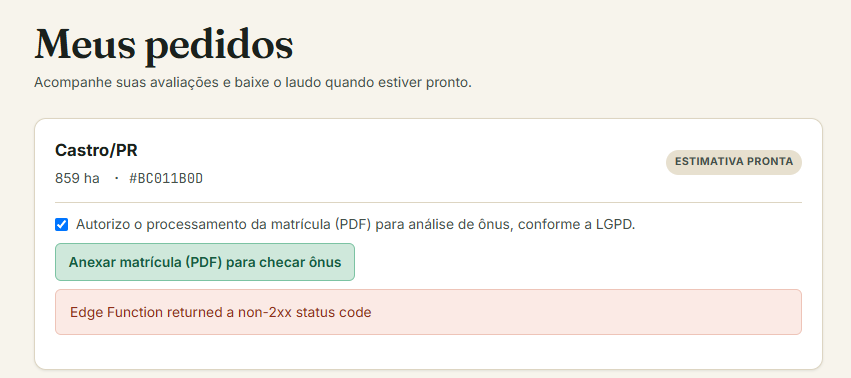 Meus pedidos
Acompanhe suas avaliações e baixe o laudo quando estiver pronto.
Castro/PR
ESTIMATIVA PRONTA
859 ha · #BC011B0D
Autorizo o processamento da matrícula (PDF) para análise de ônus, conforme a LGPD.
Anexar matrícula (PDF) para checar ônus
Edge Function returned a non-2xx status code